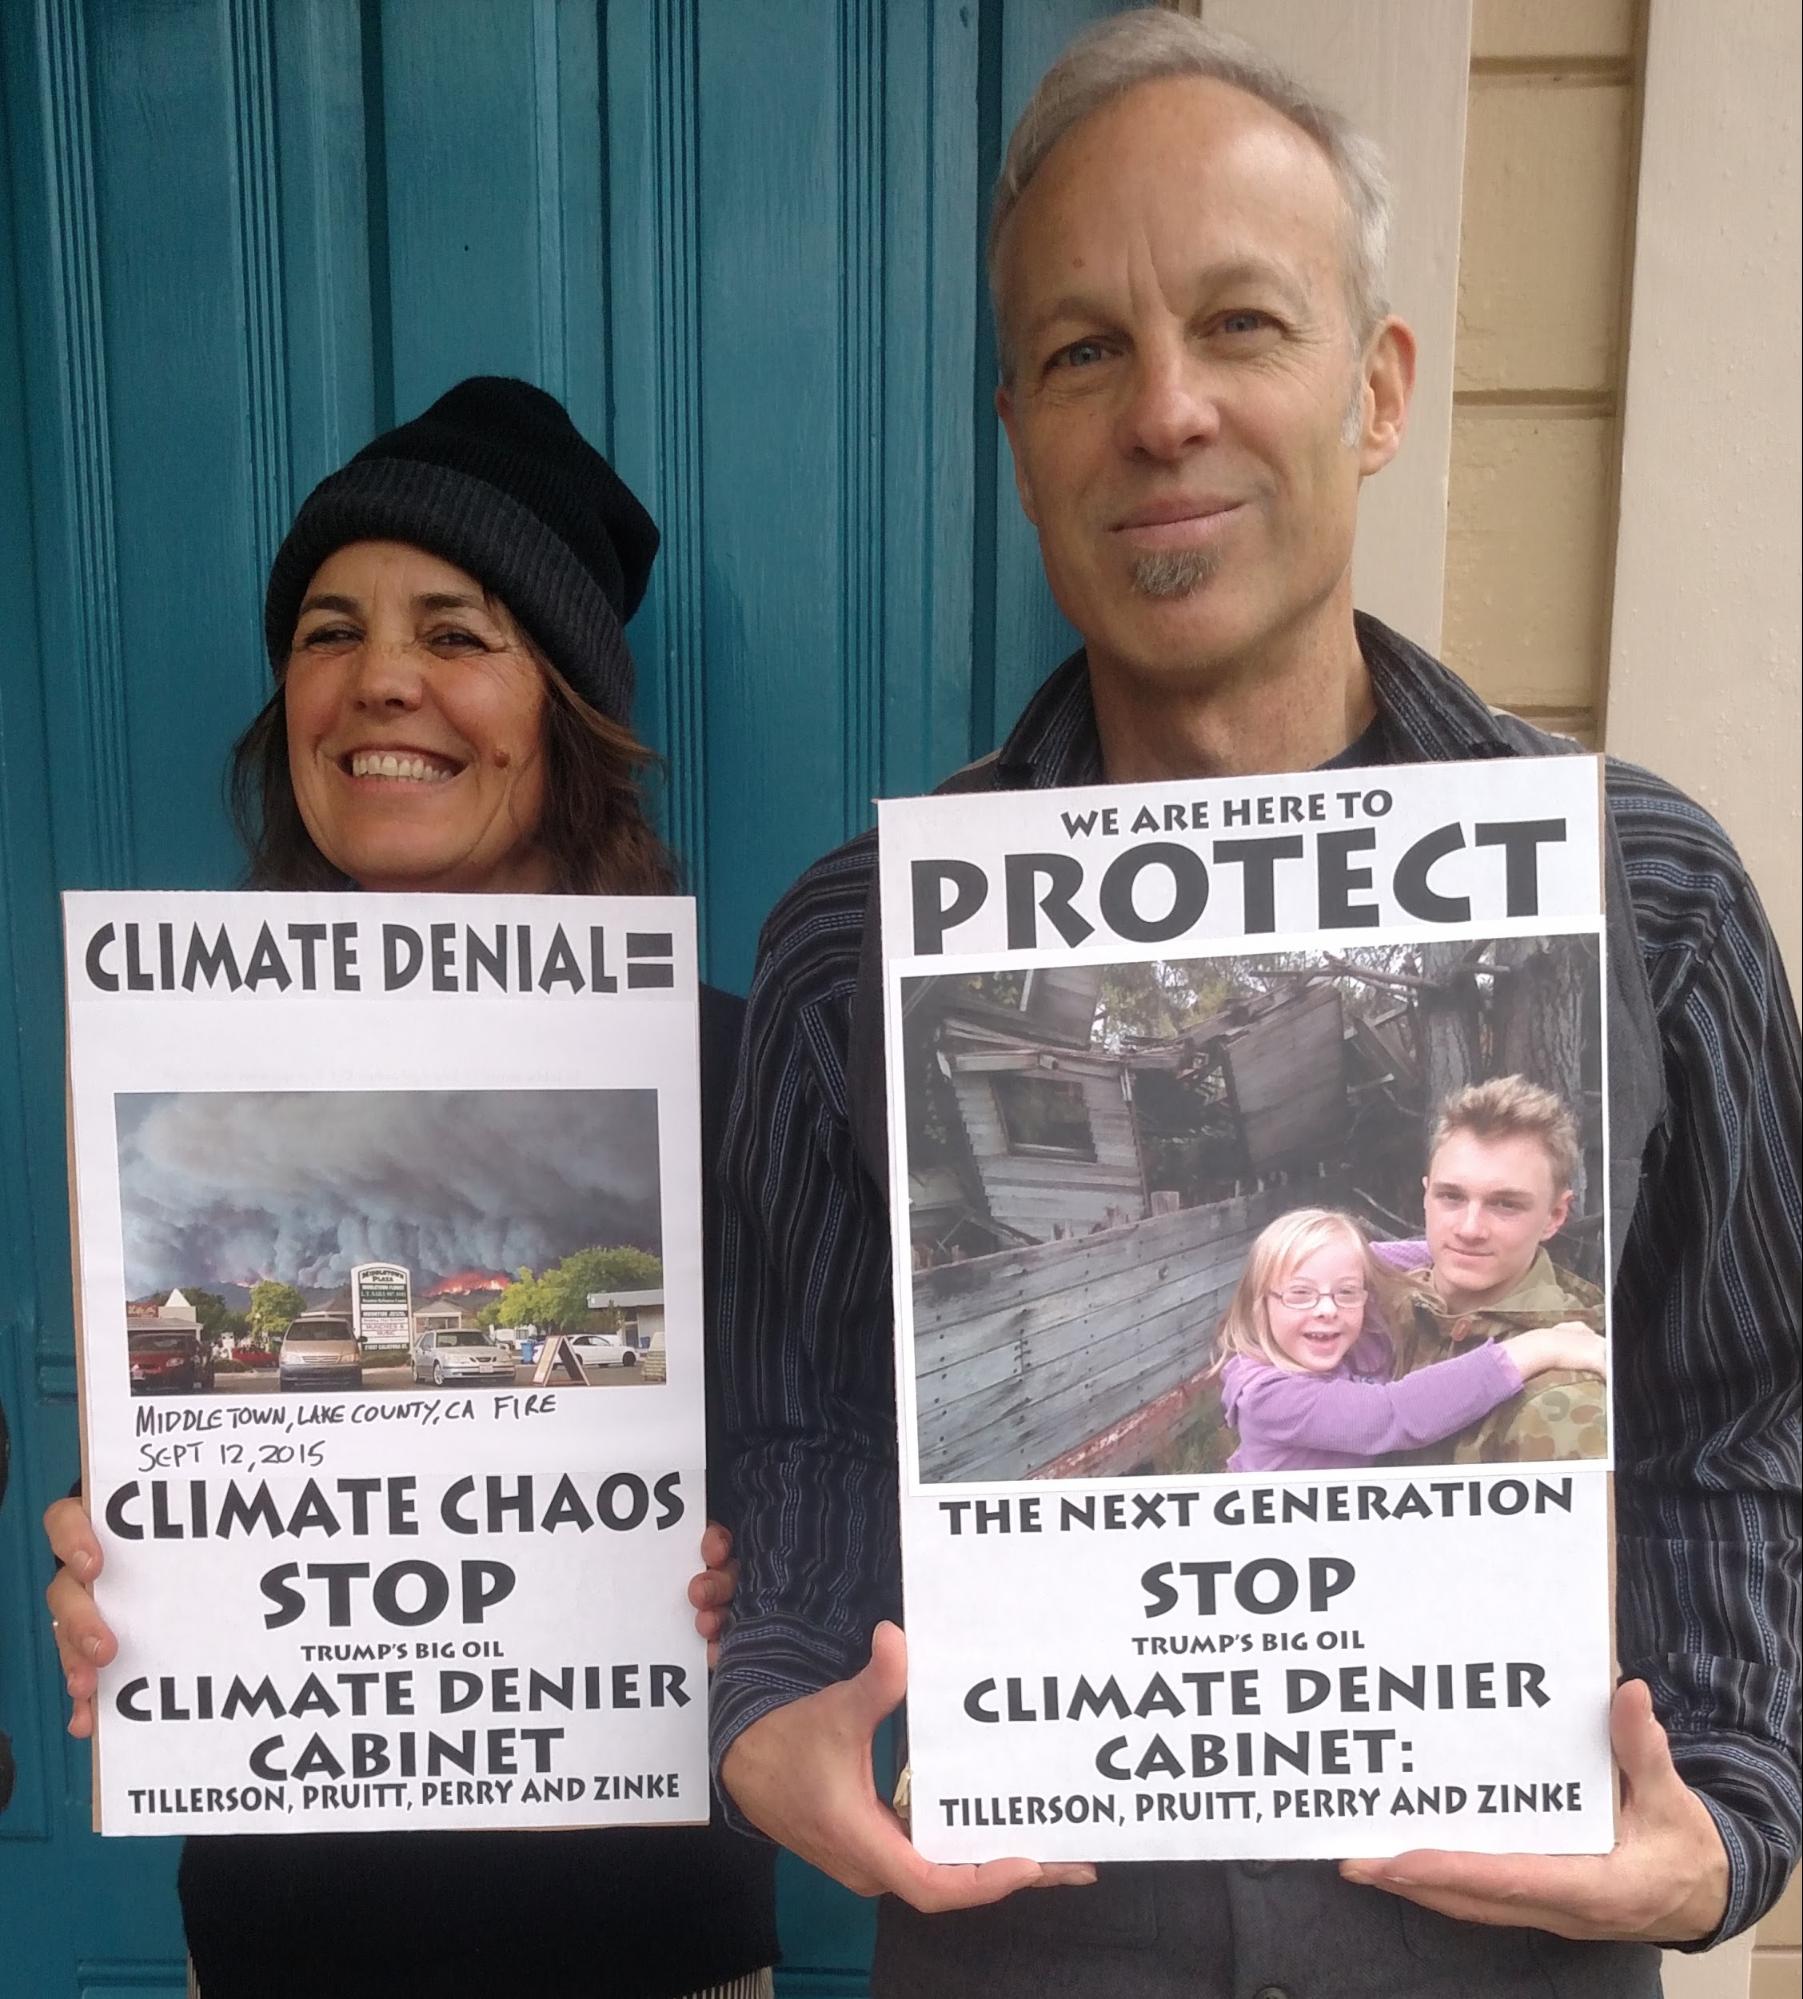 CLIMATE DENIAL=
MIDDLETOWN
PLAZA
MIDDLETOWN, LAKE COUNTY, CA FIRE
SEPT 12, 2015
CLIMATE CHAOS
STOP
TRUMP'S BIG OIL
CLIMATE DENIER
CABINET
TILLERSON, PRUITT, PERRY AND ZINKE
WE ARE HERE TO
PROTECT
THE NEXT GENERATION
STOP
TRUMP'S BIG OIL
CLIMATE DENIER
CABINET:
TILLERSON, PRUITT, PERRY AND ZINKE